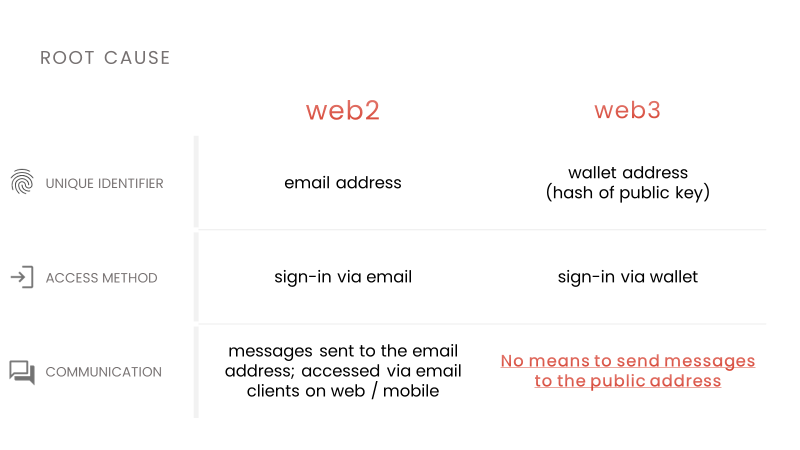 ROOT CAUSE
web2
web3
UNIQUE IDENTIFIER
email address
wallet address
(hash of public key)
ACCESS METHOD
sign-in via email
sign-in via wallet
COMMUNICATION
messages sent to the email
address; accessed via email
clients on web / mobile
No means to send messages
to the public address